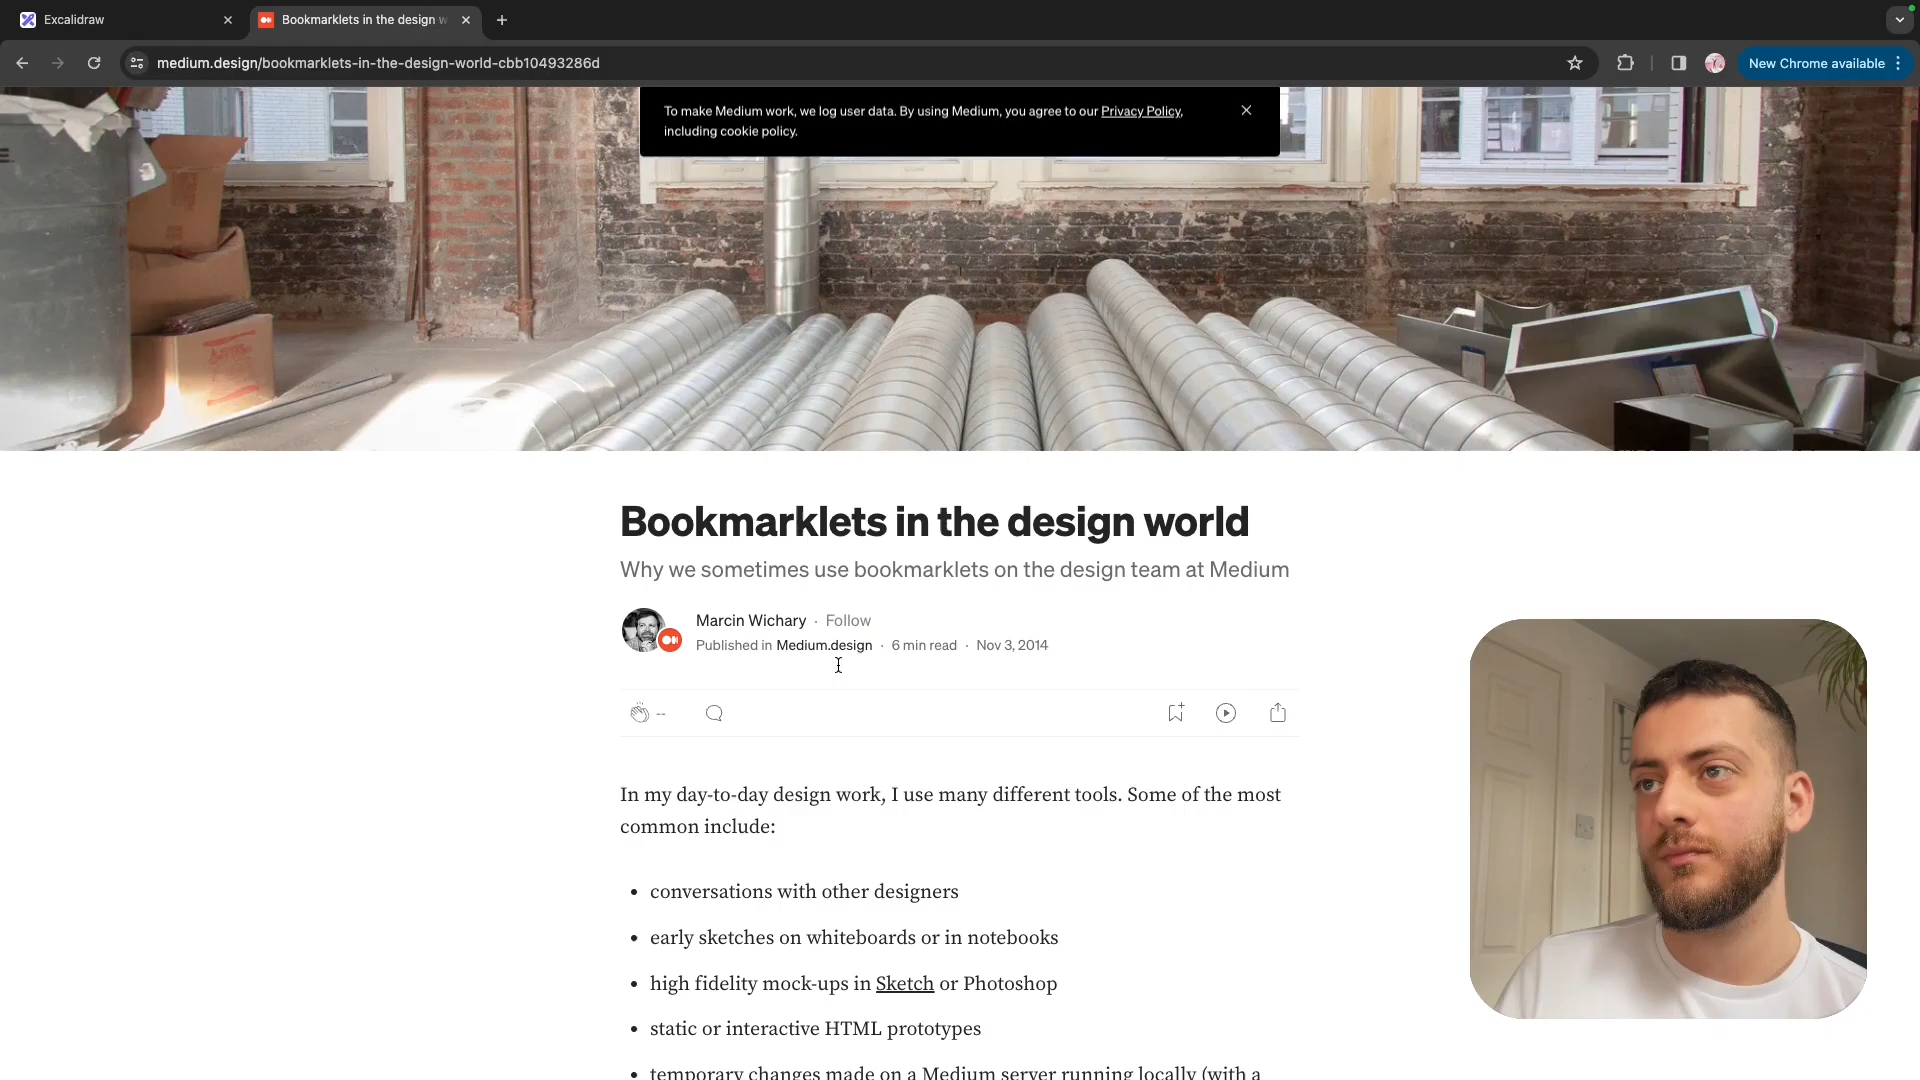 Excalidraw
Bookmarklets in the design w
medium.design/bookmarklets-in-the-design-world-cbb10493286d
New Chrome available
To make Medium work, we log user data. By using Medium, you agree to our Privacy Policy,
including cookie policy.
Bookmarklets in the design world
Why we sometimes use bookmarklets on the design team at Medium
Marcin Wichary · Follow
Published in Medium.design · 6 min read · Nov 3, 2014
--
In my day-to-day design work, I use many different tools. Some of the most
common include:
• conversations with other designers
• early sketches on whiteboards or in notebooks
• high fidelity mock-ups in Sketch or Photoshop
• static or interactive HTML prototypes
• temporary changes made on a Medium server running locally (with a